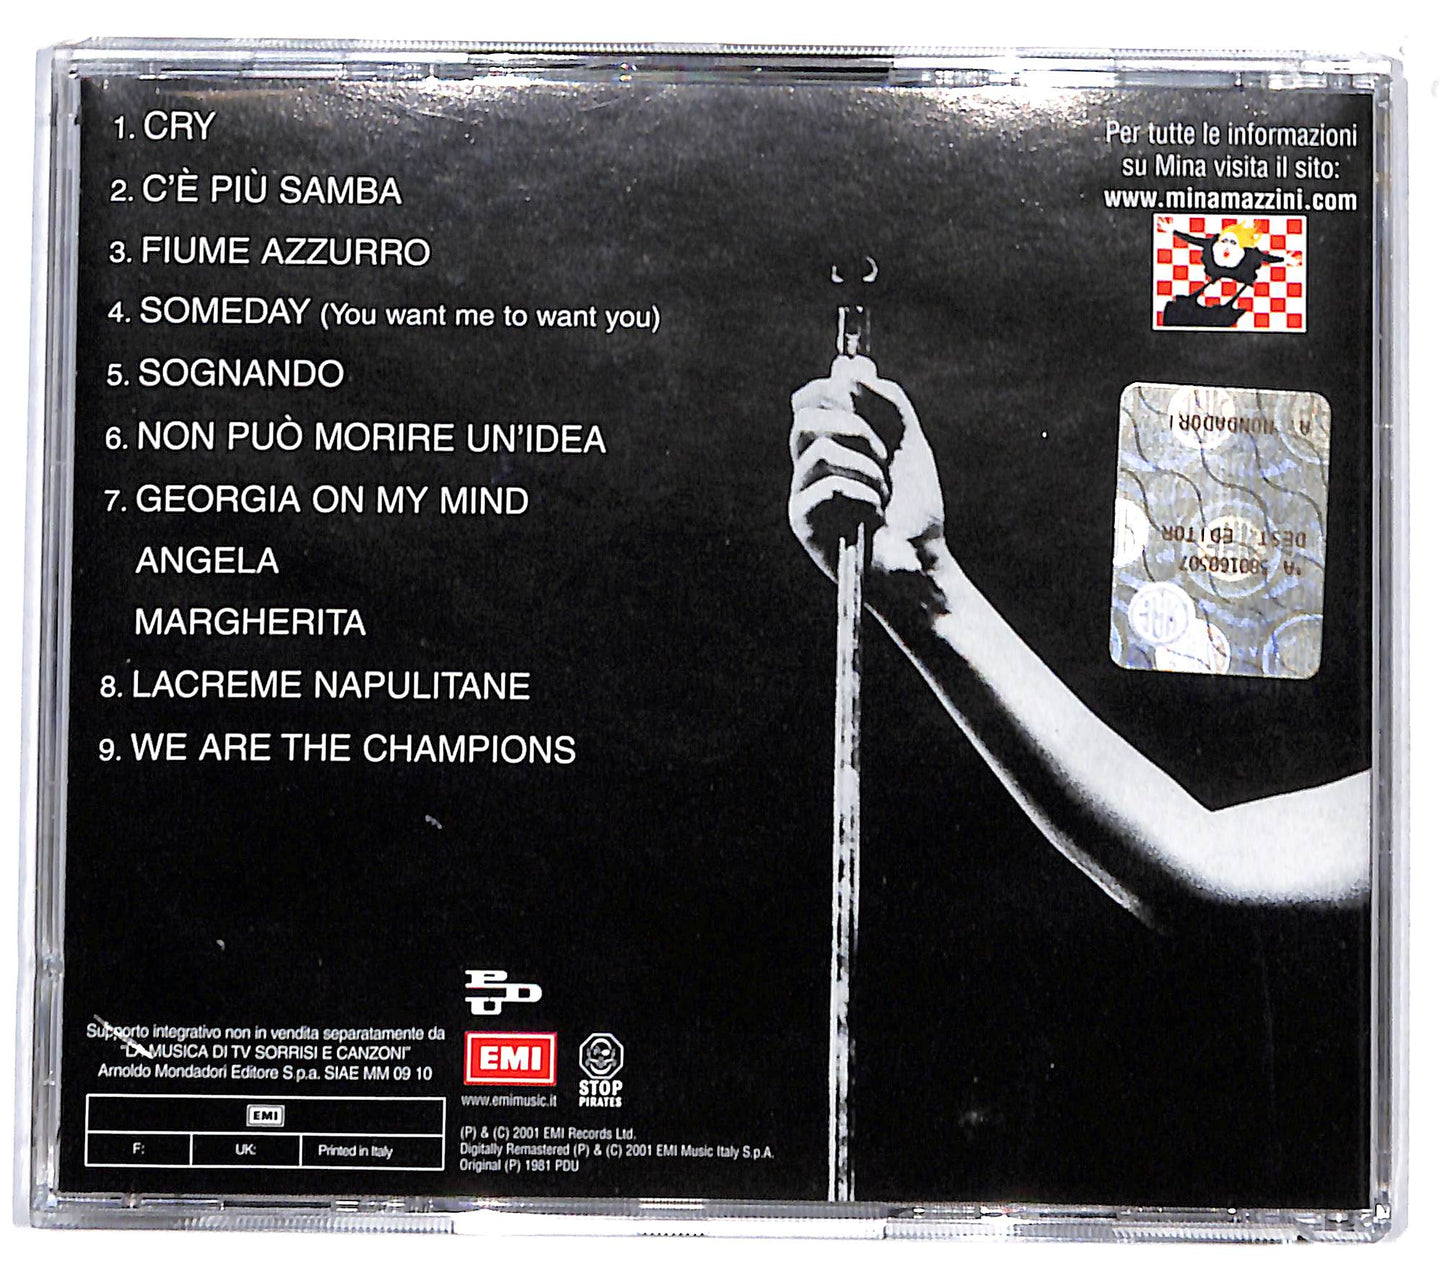 1. CRY
2. C'È PIÙ SAMBA
3. FIUME AZZURRO
4. SOMEDAY (You want me to want you)
5. SOGNANDO
6. NON PUÒ MORIRE UN'IDEA
7. GEORGIA ON MY MIND
ANGELA
MARGHERITA
8. LACREME NAPULITANE
9. WE ARE THE CHAMPIONS
Per tutte le informazioni
su Mina visita il sito:
www.minamazzini.com
A. MONDADORI
DEST. EDITOR
PDU
Supporto integrativo non in vendita separatamente da
"LA MUSICA DI TV SORRISI E CANZONI"
Arnoldo Mondadori Editore S.p.a. SIAE MM 09 10
EMI
F:
UK:
Printed in Italy
EMI
www.emimusic.it
STOP
PIRATES
(P) & (C) 2001 EMI Records Ltd.
Digitally Remastered (P) & (C) 2001 EMI Music Italy S.p.A.
Original (P) 1981 PDU